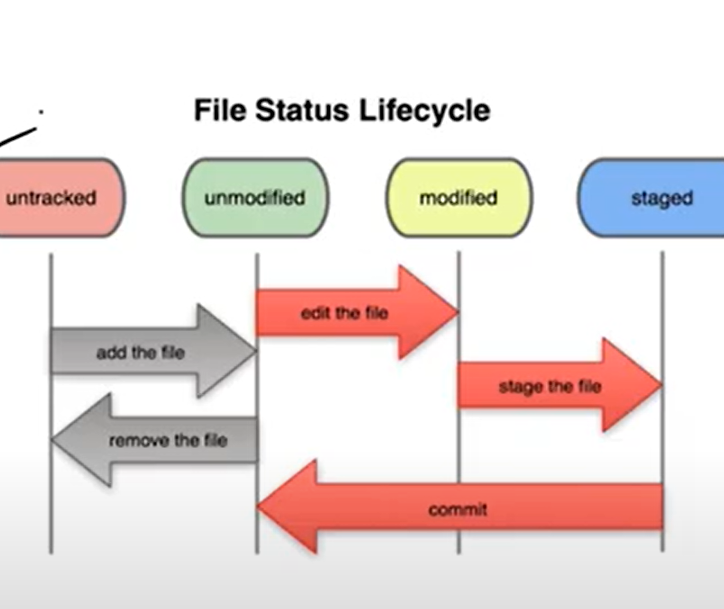 File Status Lifecycle
untracked
unmodified
modified
staged
edit the file
add the file
stage the file
remove the file
commit